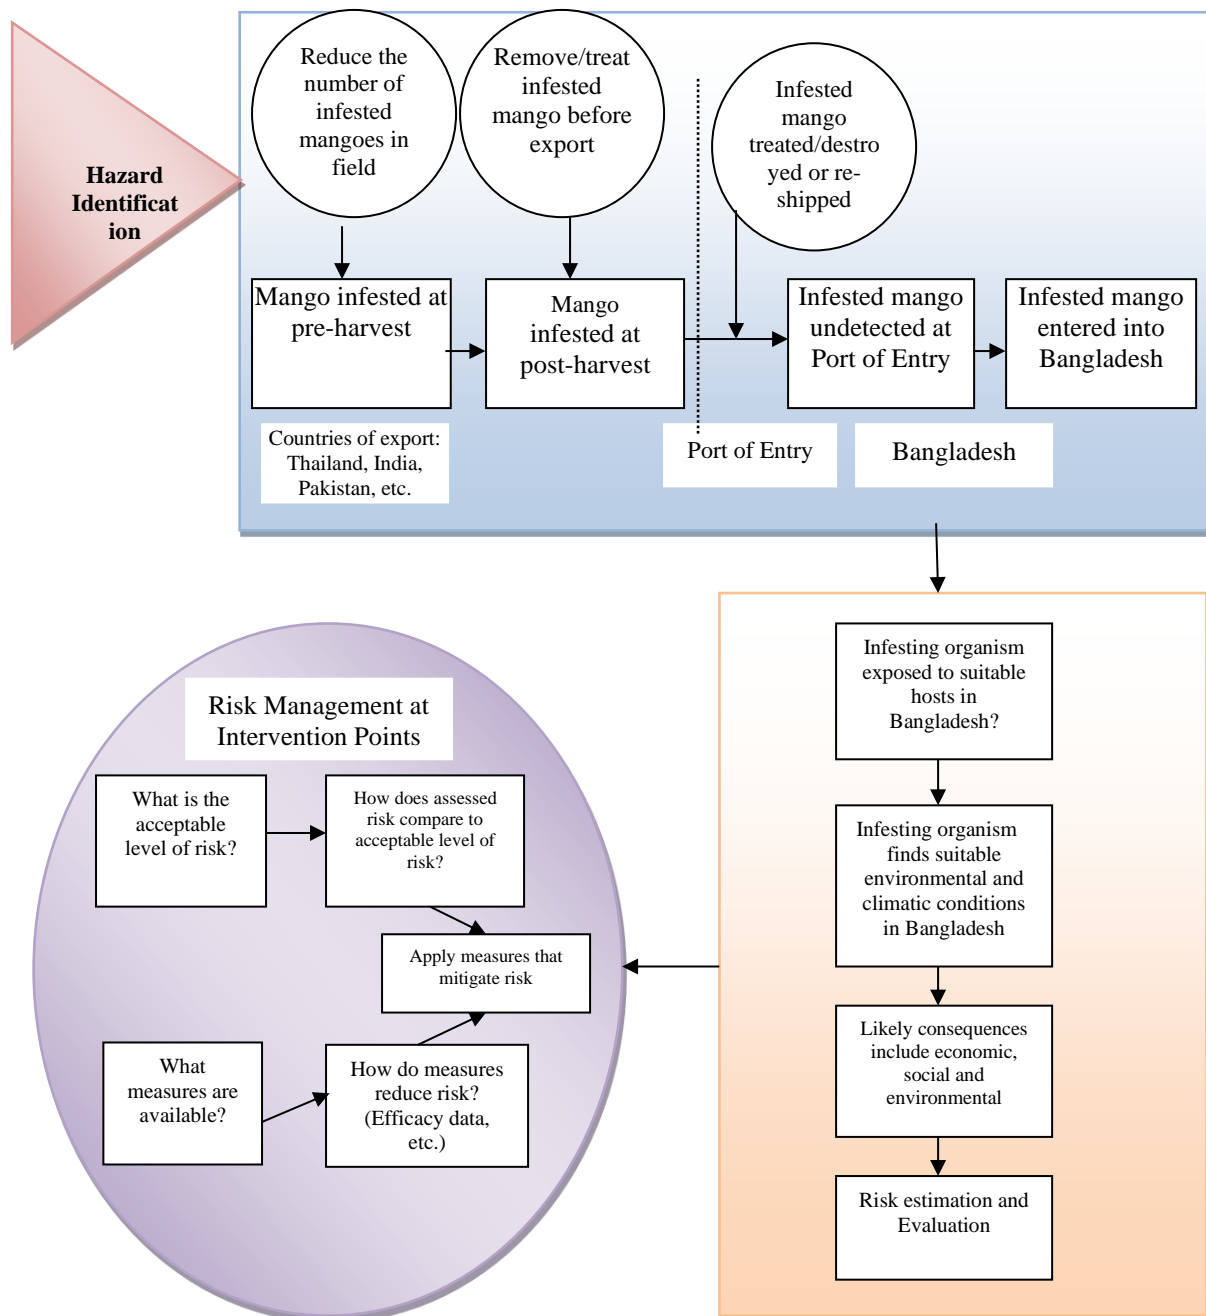 Hazard
Identificat
ion
Reduce the
number of
infested
mangoes in
field
Remove/treat
infested
mango before
export
Infested
mango
treated/destro
yed or re-
shipped
Mango infested at
pre-harvest
Mango
infested at
post-harvest
Infested mango
undetected at
Port of Entry
Infested mango
entered into
Bangladesh
Countries of export:
Thailand, India,
Pakistan, etc.
Port of Entry
Bangladesh
Infesting organism
exposed to suitable
hosts in
Bangladesh?
Infesting organism
finds suitable
environmental and
climatic conditions
in Bangladesh
Likely consequences
include economic,
social and
environmental
Risk estimation and
Evaluation
Risk Management at
Intervention Points
What is the
acceptable
level of risk?
How does assessed
risk compare to
acceptable level of
risk?
Apply measures that
mitigate risk
What
measures are
available?
How do measures
reduce risk?
(Efficacy data,
etc.)